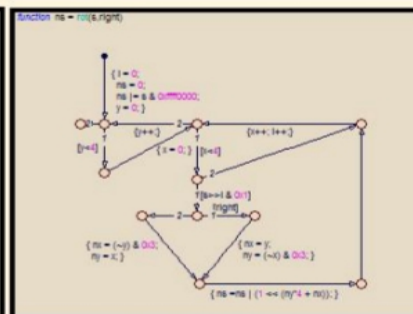 function ns = rot(s,right)
{ i = 0;
ns = 0;
ns |= s & 0xffff0000;
y = 0; }
2
1
{y++;}
2
{x++; i++;}
[y<4]
{ x = 0; }
[x<4]
1
2
1
[s>>i & 0x1]
[right]
2
1
{ nx = (~y) & 0x3;
ny = x; }
{ nx = y;
ny = (~x) & 0x3; }
{ ns =ns | (1 << (ny*4 + nx)); }